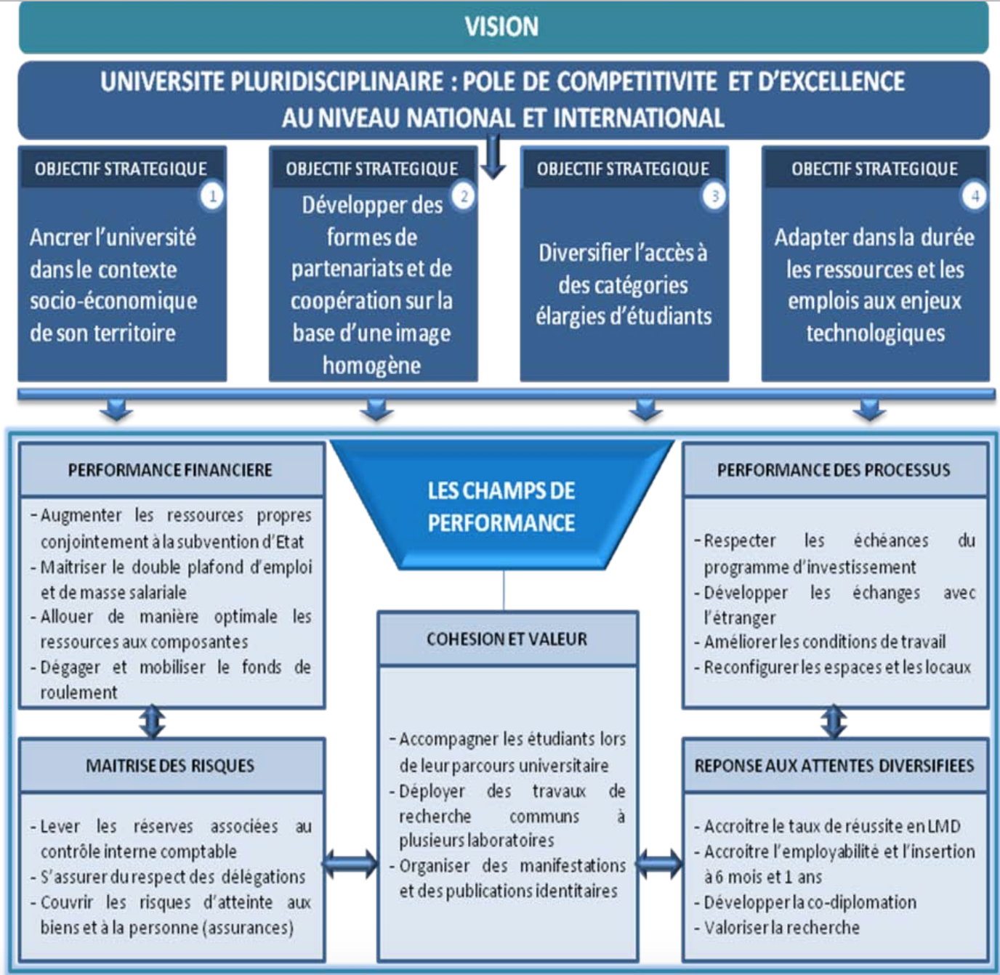 VISION
UNIVERSITE PLURIDISCIPLINAIRE : POLE DE COMPETITIVITE ET D'EXCELLENCE
AU NIVEAU NATIONAL ET INTERNATIONAL
OBJECTIF STRATEGIQUE
1
Ancrer l'université
dans le contexte
socio-économique
de son territoire
OBJECTIF STRATEGIQUE
2
Développer des
formes de
partenariats et de
coopération sur la
base d'une image
homogène
OBJECTIF STRATEGIQUE
3
Diversifier l'accès à
des catégories
élargies d'étudiants
OBECTIF STRATEGIQUE
4
Adapter dans la durée
les ressources et les
emplois aux enjeux
technologiques
PERFORMANCE FINANCIERE
- Augmenter les ressources propres
conjointement à la subvention d'Etat
- Maitriser le double plafond d'emploi
et de masse salariale
- Allouer de manière optimale les
ressources aux composantes
- Dégager et mobiliser le fonds de
roulement
LES CHAMPS DE
PERFORMANCE
PERFORMANCE DES PROCESSUS
- Respecter les échéances du
programme d'investissement
- Développer les échanges avec
l'étranger
- Améliorer les conditions de travail
- Reconfigurer les espaces et les locaux
MAITRISE DES RISQUES
- Lever les réserves associées au
contrôle interne comptable
- S'assurer du respect des délégations
- Couvrir les risques d'atteinte aux
biens et à la personne (assurances)
COHESION ET VALEUR
- Accompagner les étudiants lors
de leur parcours universitaire
- Déployer des travaux de
recherche communs à
plusieurs laboratoires
- Organiser des manifestations
et des publications identitaires
REPONSE AUX ATTENTES DIVERSIFIEES
- Accroitre le taux de réussite en LMD
- Accroitre l'employabilité et l'insertion
à 6 mois et 1 ans
- Développer la co-diplomation
- Valoriser la recherche